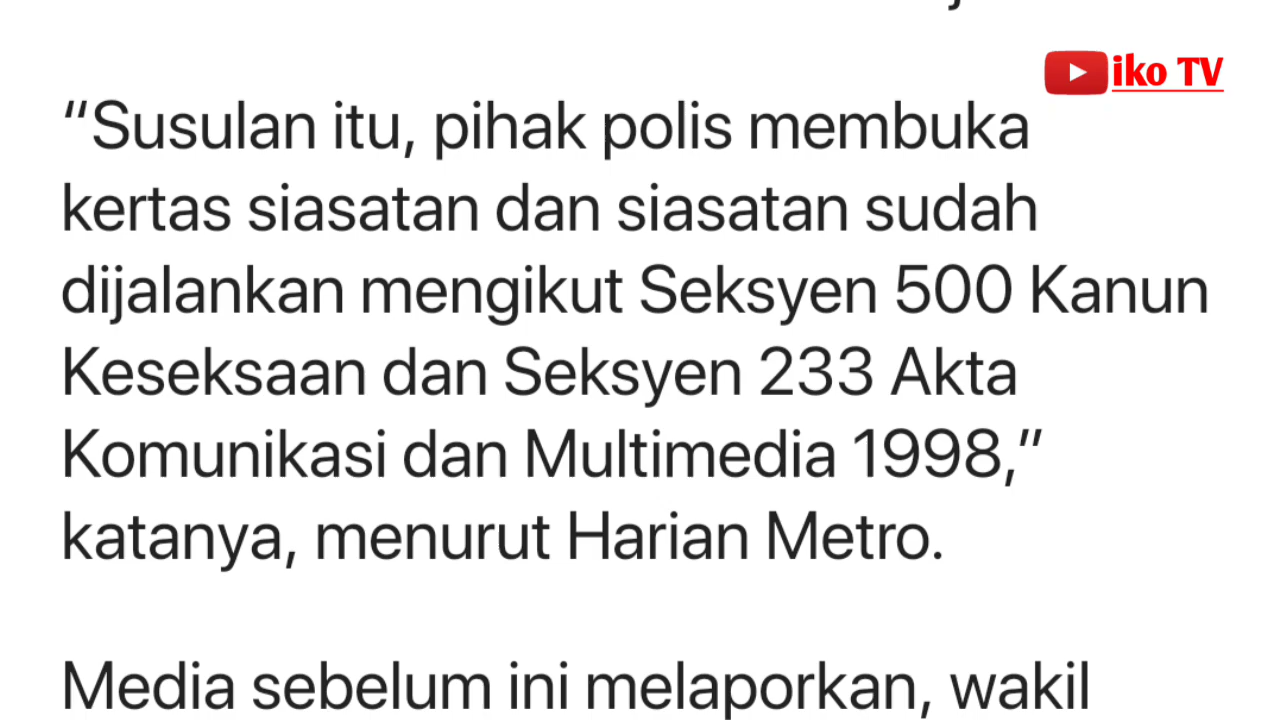 iko TV
“Susulan itu, pihak polis membuka
kertas siasatan dan siasatan sudah
dijalankan mengikut Seksyen 500 Kanun
Keseksaan dan Seksyen 233 Akta
Komunikasi dan Multimedia 1998,”
katanya, menurut Harian Metro.
Media sebelum ini melaporkan, wakil